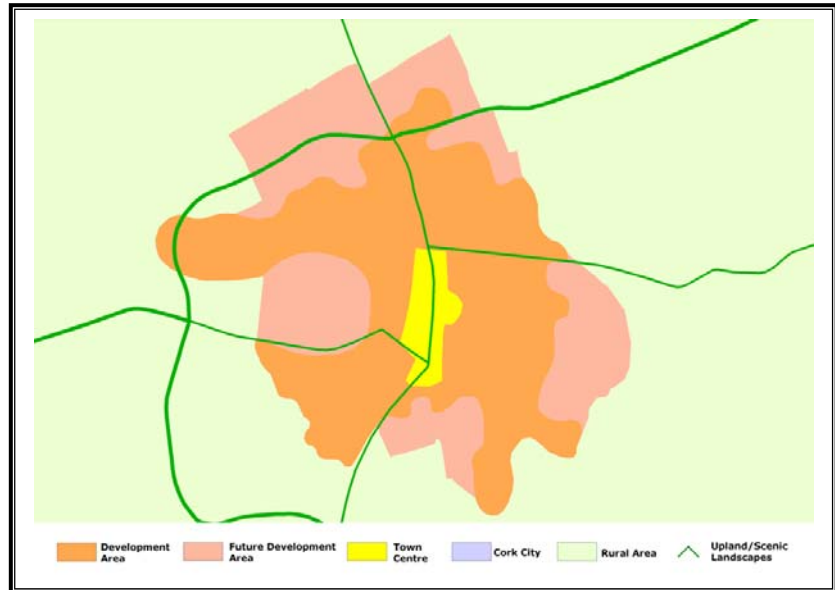 Development
Area
Future Development
Area
Town
Centre
Cork City
Rural Area
Upland/Scenic
Landscapes